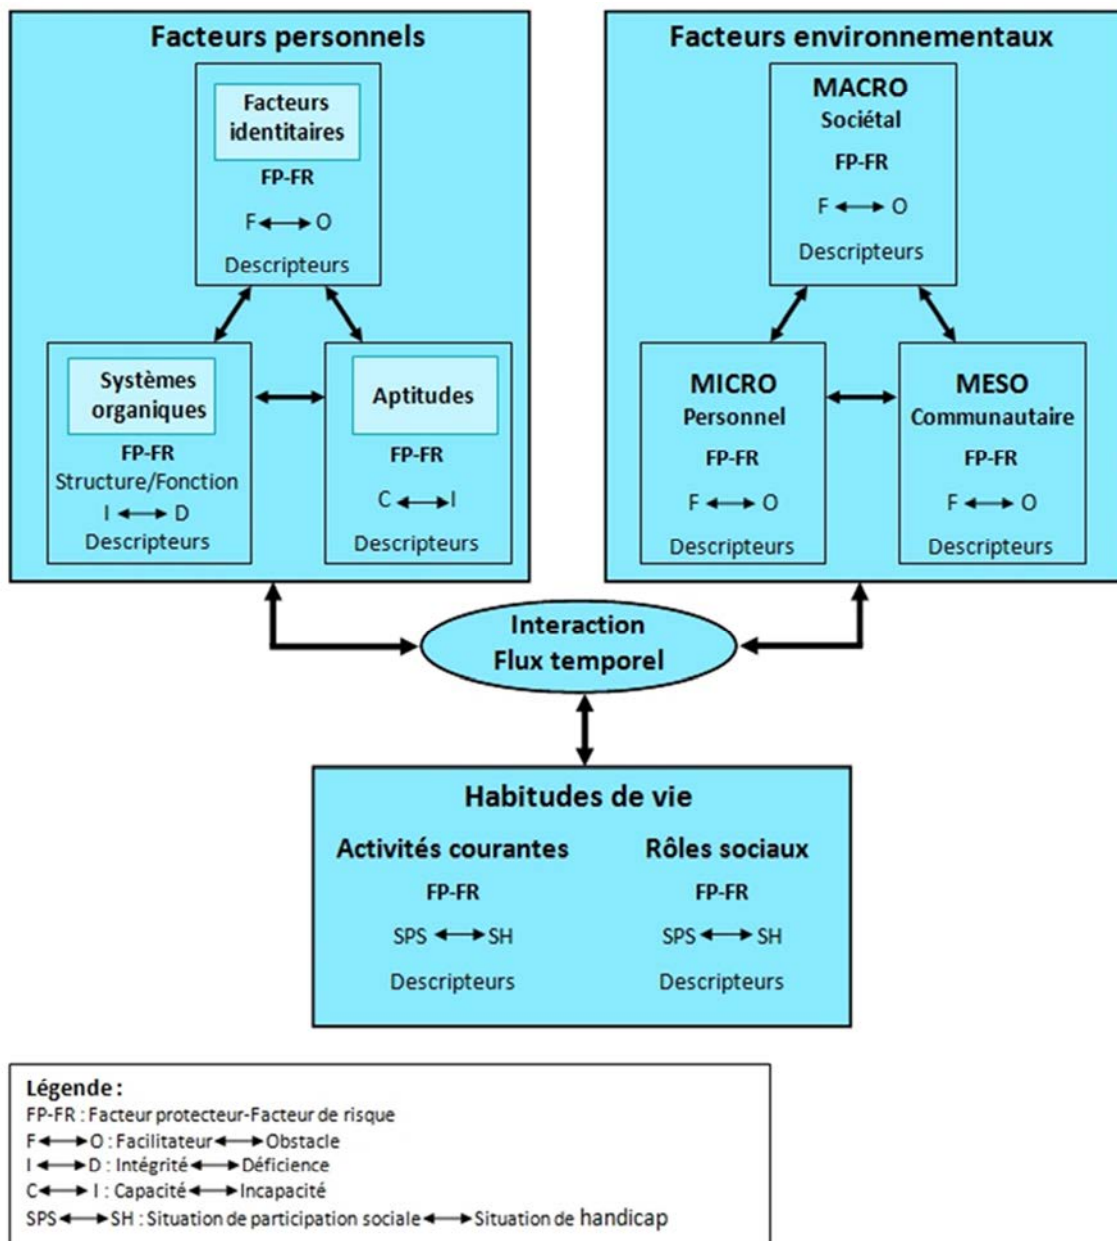 Facteurs personnels
Facteurs
identitaires
FP-FR
F ↔ O
Descripteurs
Systèmes
organiques
FP-FR
Structure/Fonction
I ↔ D
Descripteurs
Aptitudes
FP-FR
C ↔ I
Descripteurs
Facteurs environnementaux
MACRO
Sociétal
FP-FR
F ↔ O
Descripteurs
MICRO
Personnel
FP-FR
F ↔ O
Descripteurs
MESO
Communautaire
FP-FR
F ↔ O
Descripteurs
Interaction
Flux temporel
Habitudes de vie
Activités courantes
FP-FR
SPS ↔ SH
Descripteurs
Rôles sociaux
FP-FR
SPS ↔ SH
Descripteurs
Légende :
FP-FR : Facteur protecteur-Facteur de risque
F ↔ O : Facilitateur ↔ Obstacle
I ↔ D : Intégrité ↔ Déficience
C ↔ I : Capacité ↔ Incapacité
SPS ↔ SH : Situation de participation sociale ↔ Situation de handicap